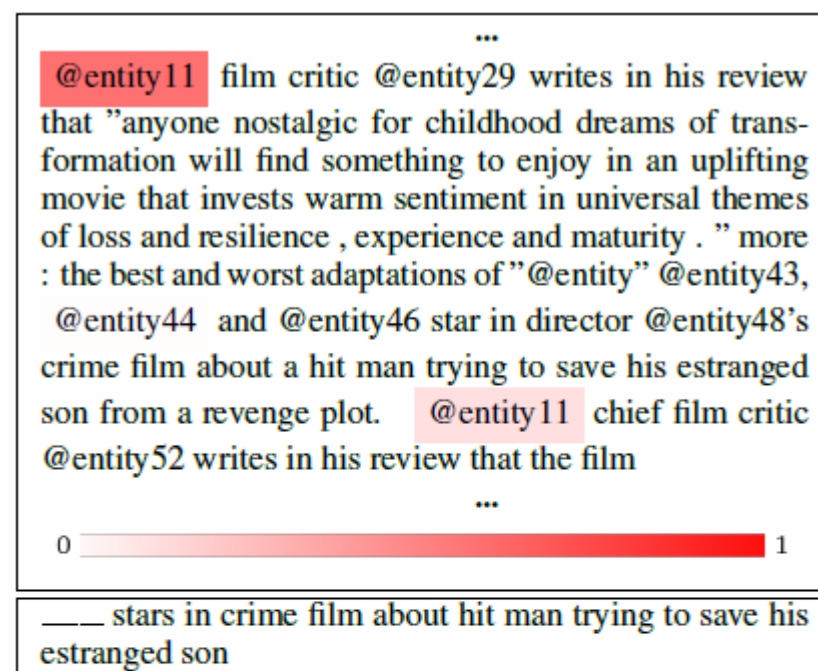 ...
@entity11 film critic @entity29 writes in his review
that ”anyone nostalgic for childhood dreams of trans-
formation will find something to enjoy in an uplifting
movie that invests warm sentiment in universal themes
of loss and resilience , experience and maturity . ” more
: the best and worst adaptations of ”@entity” @entity43,
@entity44 and @entity46 star in director @entity48’s
crime film about a hit man trying to save his estranged
son from a revenge plot. @entity11 chief film critic
@entity52 writes in his review that the film
...
0 1
____ stars in crime film about hit man trying to save his
estranged son